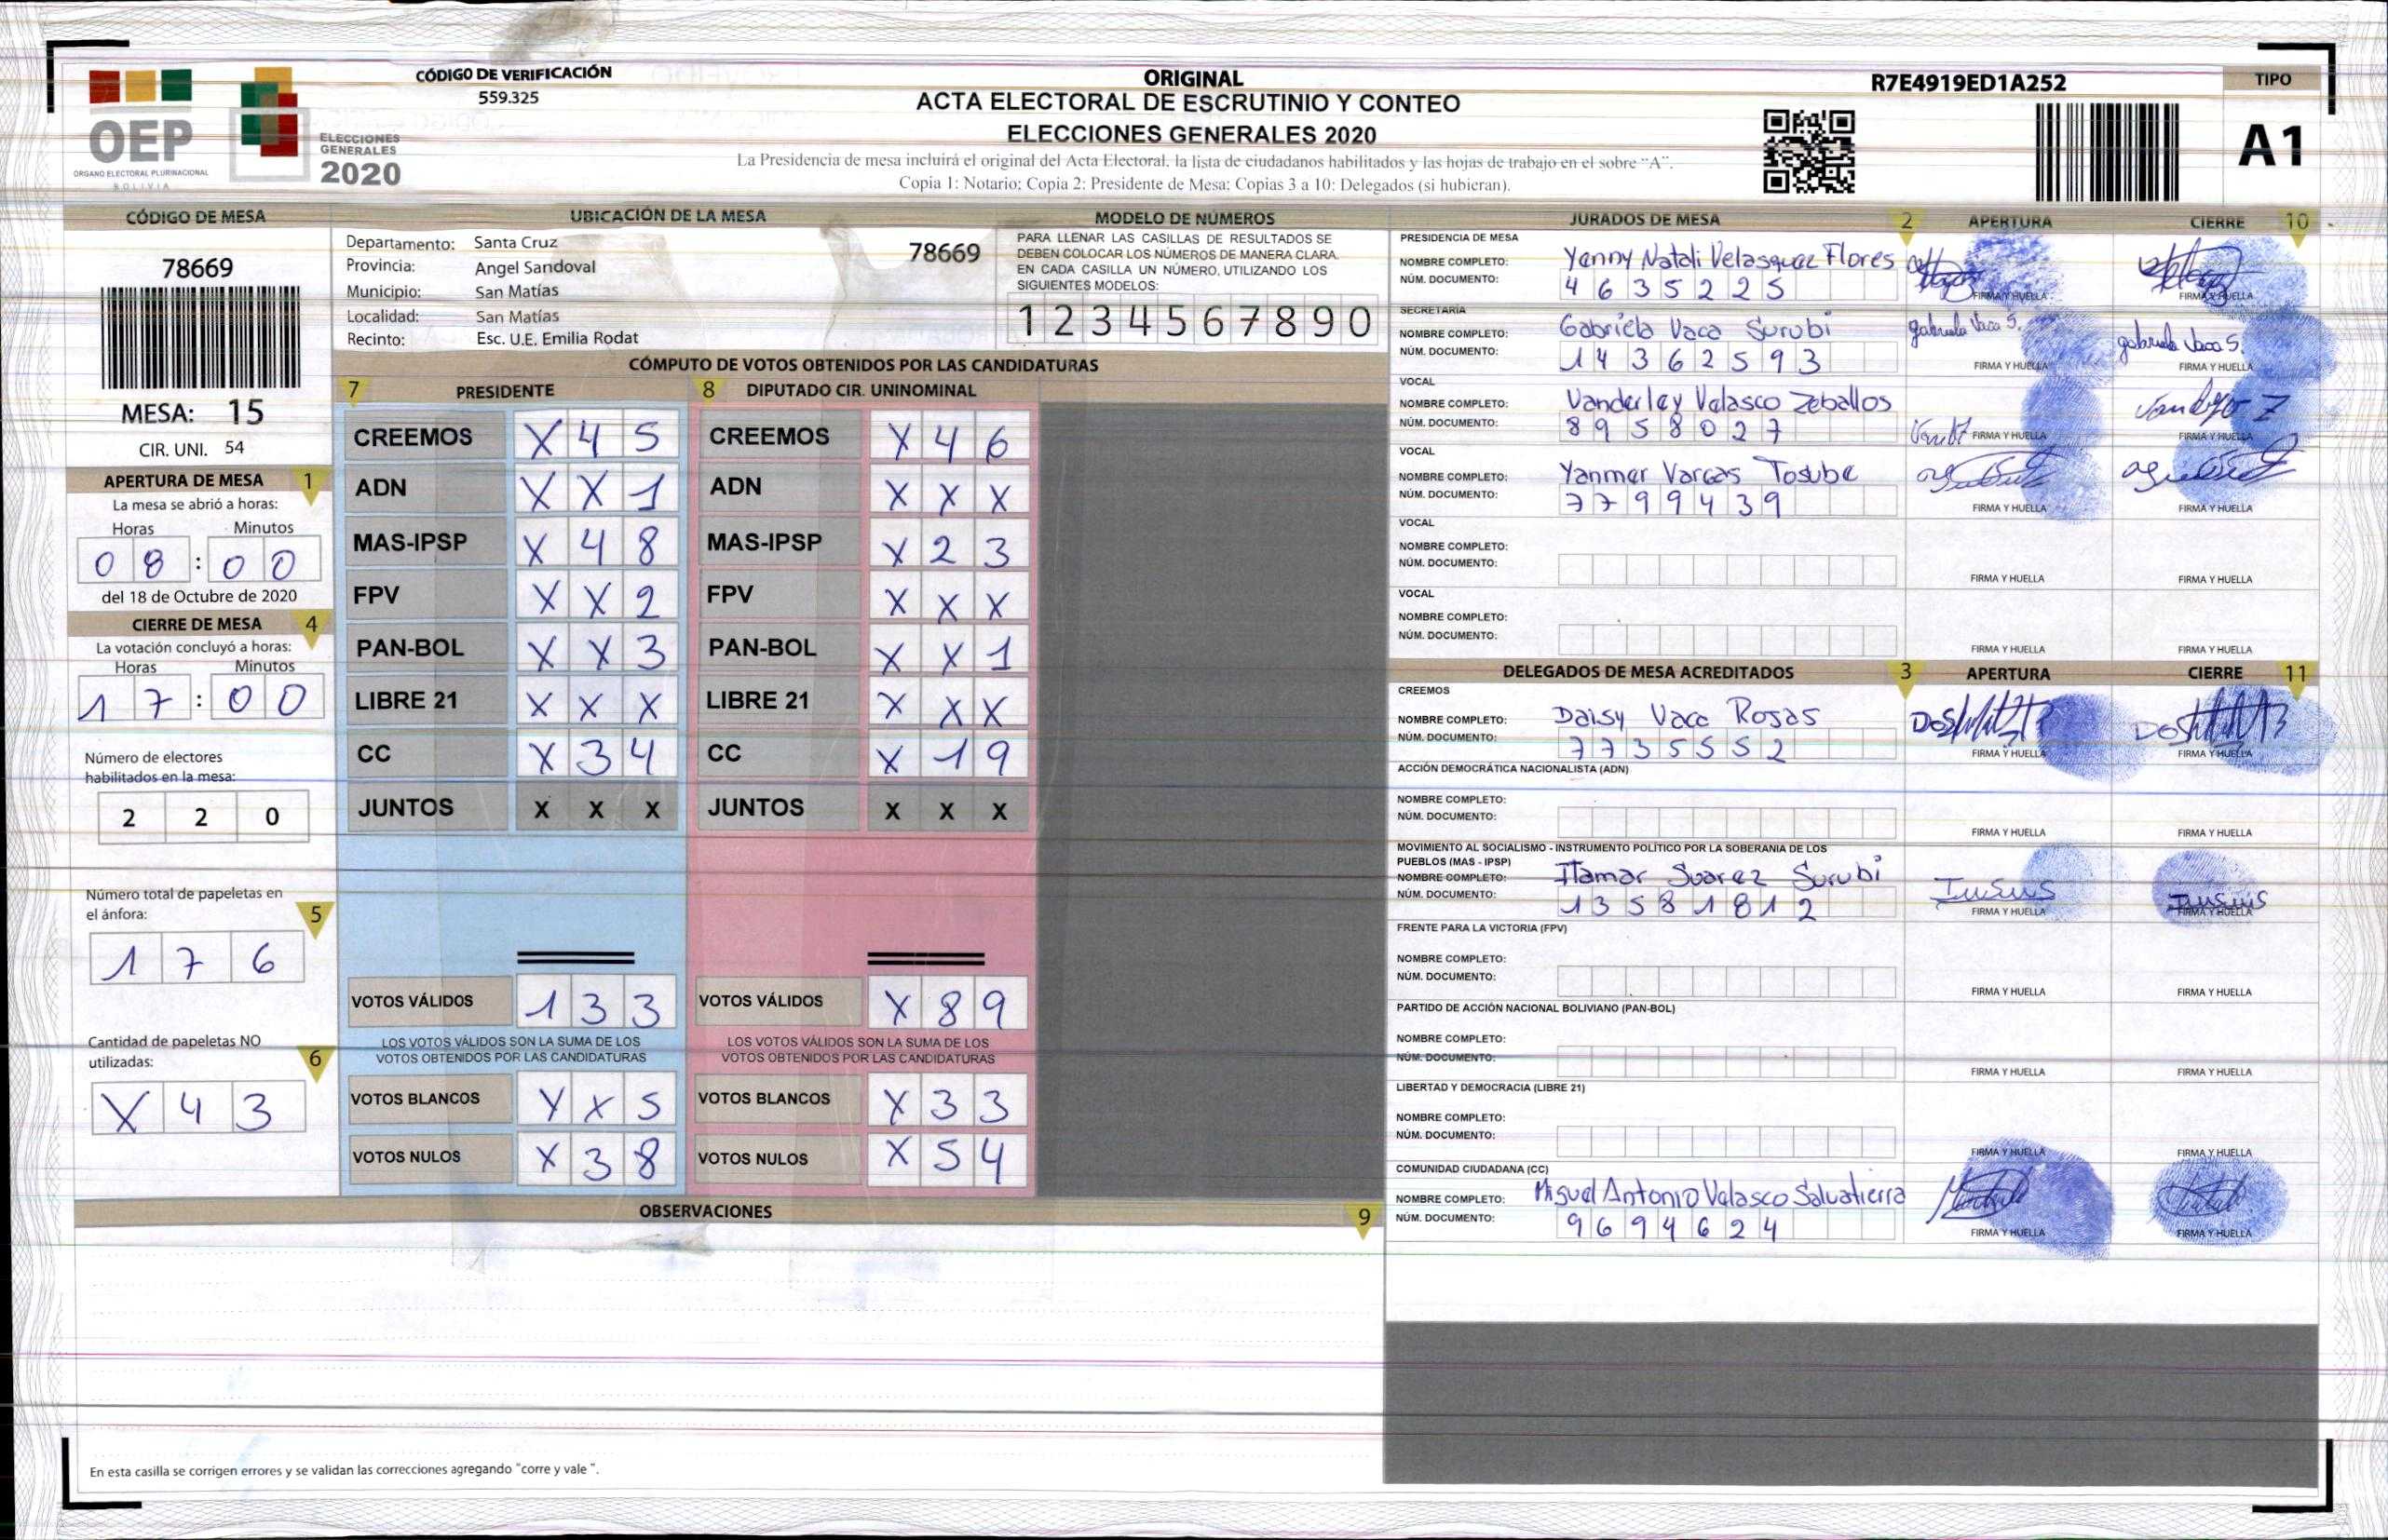 CÓDIGO DE VERIFICACIÓN
559.325
OEP
ORGANO ELECTORAL PLURINACIONAL
BOLIVIA
ELECCIONES
GENERALES
2020
ORIGINAL
ACTA ELECTORAL DE ESCRUTINIO Y CONTEO
ELECCIONES GENERALES 2020
La Presidencia de mesa incluirá el original del Acta Electoral, la lista de ciudadanos habilitados y las hojas de trabajo en el sobre "A".
Copia 1: Notario; Copia 2: Presidente de Mesa; Copias 3 a 10: Delegados (si hubieran).
R7E4919ED1A252
TIPO
A1
CÓDIGO DE MESA
78669
MESA: 15
CIR. UNI. 54
APERTURA DE MESA 1
La mesa se abrió a horas:
Horas Minutos
0 8 : 0 0
del 18 de Octubre de 2020
CIERRE DE MESA 4
La votación concluyó a horas:
Horas Minutos
1 7 : 0 0
Número de electores
habilitados en la mesa:
2 2 0
Número total de papeletas en
el ánfora: 5
1 7 6
Cantidad de papeletas NO
utilizadas: 6
X 4 3
UBICACIÓN DE LA MESA
Departamento: Santa Cruz 78669
Provincia: Angel Sandoval
Municipio: San Matías
Localidad: San Matías
Recinto: Esc. U.E. Emilia Rodat
MODELO DE NÚMEROS
PARA LLENAR LAS CASILLAS DE RESULTADOS SE
DEBEN COLOCAR LOS NÚMEROS DE MANERA CLARA.
EN CADA CASILLA UN NÚMERO, UTILIZANDO LOS
SIGUIENTES MODELOS:
1 2 3 4 5 6 7 8 9 0
CÓMPUTO DE VOTOS OBTENIDOS POR LAS CANDIDATURAS
7 PRESIDENTE
CREEMOS X 4 5
ADN X X 1
MAS-IPSP X 4 8
FPV X X 2
PAN-BOL X X 3
LIBRE 21 X X X
CC X 3 4
JUNTOS X X X
VOTOS VÁLIDOS 1 3 3
LOS VOTOS VÁLIDOS SON LA SUMA DE LOS
VOTOS OBTENIDOS POR LAS CANDIDATURAS
VOTOS BLANCOS X X 5
VOTOS NULOS X 3 8
8 DIPUTADO CIR. UNINOMINAL
CREEMOS X 4 6
ADN X X X
MAS-IPSP X 2 3
FPV X X X
PAN-BOL X X 1
LIBRE 21 X X X
CC X 1 9
JUNTOS X X X
VOTOS VÁLIDOS X 8 9
LOS VOTOS VÁLIDOS SON LA SUMA DE LOS
VOTOS OBTENIDOS POR LAS CANDIDATURAS
VOTOS BLANCOS X 3 3
VOTOS NULOS X 5 4
OBSERVACIONES 9
En esta casilla se corrigen errores y se validan las correcciones agregando "corre y vale ".
JURADOS DE MESA 2 APERTURA CIERRE 10
PRESIDENCIA DE MESA
NOMBRE COMPLETO: Yenny Natali Velasquez Flores
NÚM. DOCUMENTO: 4 6 3 5 2 2 5
FIRMA Y HUELLA FIRMA Y HUELLA
SECRETARÍA
NOMBRE COMPLETO: Gabriela Vaca Surubi gabriela Vaca S. gabriela Vaca S.
NÚM. DOCUMENTO: 1 4 3 6 2 5 9 3
FIRMA Y HUELLA FIRMA Y HUELLA
VOCAL
NOMBRE COMPLETO: Vanderley Velasco Zeballos
NÚM. DOCUMENTO: 8 9 5 8 0 2 7
FIRMA Y HUELLA FIRMA Y HUELLA
VOCAL
NOMBRE COMPLETO: Yanmar Vargas Tosube
NÚM. DOCUMENTO: 7 7 9 9 4 3 9
FIRMA Y HUELLA FIRMA Y HUELLA
VOCAL
NOMBRE COMPLETO:
NÚM. DOCUMENTO:
FIRMA Y HUELLA FIRMA Y HUELLA
VOCAL
NOMBRE COMPLETO:
NÚM. DOCUMENTO:
FIRMA Y HUELLA FIRMA Y HUELLA
DELEGADOS DE MESA ACREDITADOS 3 APERTURA CIERRE 11
CREEMOS
NOMBRE COMPLETO: Daisy Vaca Rosas
NÚM. DOCUMENTO: 7 7 3 5 5 5 2
FIRMA Y HUELLA FIRMA Y HUELLA
ACCIÓN DEMOCRÁTICA NACIONALISTA (ADN)
NOMBRE COMPLETO:
NÚM. DOCUMENTO:
FIRMA Y HUELLA FIRMA Y HUELLA
MOVIMIENTO AL SOCIALISMO - INSTRUMENTO POLÍTICO POR LA SOBERANIA DE LOS
PUEBLOS (MAS - IPSP)
NOMBRE COMPLETO: Itamar Suarez Surubi
NÚM. DOCUMENTO: 1 3 5 8 1 8 1 2
FIRMA Y HUELLA FIRMA Y HUELLA
FRENTE PARA LA VICTORIA (FPV)
NOMBRE COMPLETO:
NÚM. DOCUMENTO:
FIRMA Y HUELLA FIRMA Y HUELLA
PARTIDO DE ACCIÓN NACIONAL BOLIVIANO (PAN-BOL)
NOMBRE COMPLETO:
NÚM. DOCUMENTO:
FIRMA Y HUELLA FIRMA Y HUELLA
LIBERTAD Y DEMOCRACIA (LIBRE 21)
NOMBRE COMPLETO:
NÚM. DOCUMENTO:
FIRMA Y HUELLA FIRMA Y HUELLA
COMUNIDAD CIUDADANA (CC)
NOMBRE COMPLETO: Miguel Antonio Velasco Salvatierra
NÚM. DOCUMENTO: 9 6 9 4 6 2 4
FIRMA Y HUELLA FIRMA Y HUELLA